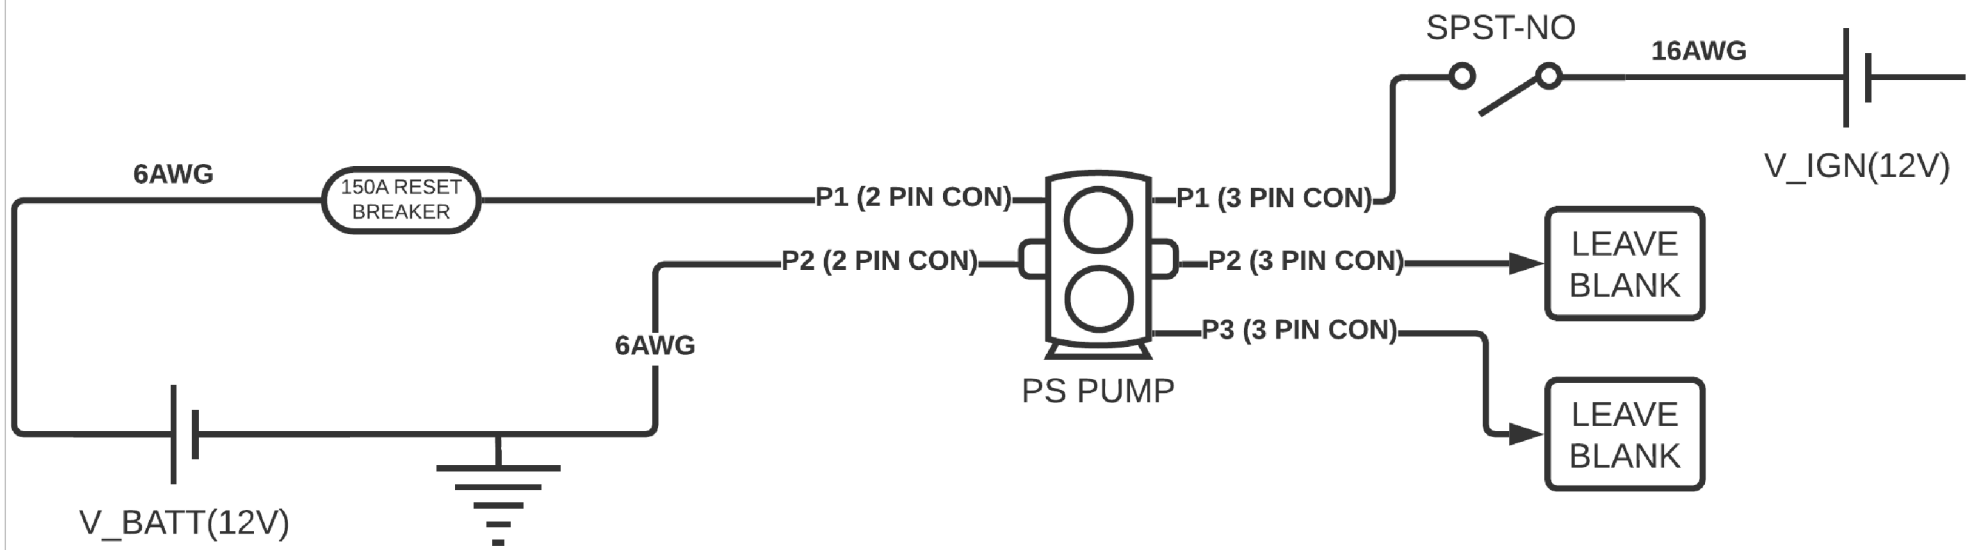 SPST-NO
16AWG
V_IGN(12V)
6AWG
150A RESET
BREAKER
P1 (2 PIN CON)
P1 (3 PIN CON)
P2 (2 PIN CON)
P2 (3 PIN CON)
LEAVE
BLANK
6AWG
P3 (3 PIN CON)
PS PUMP
LEAVE
BLANK
V_BATT(12V)